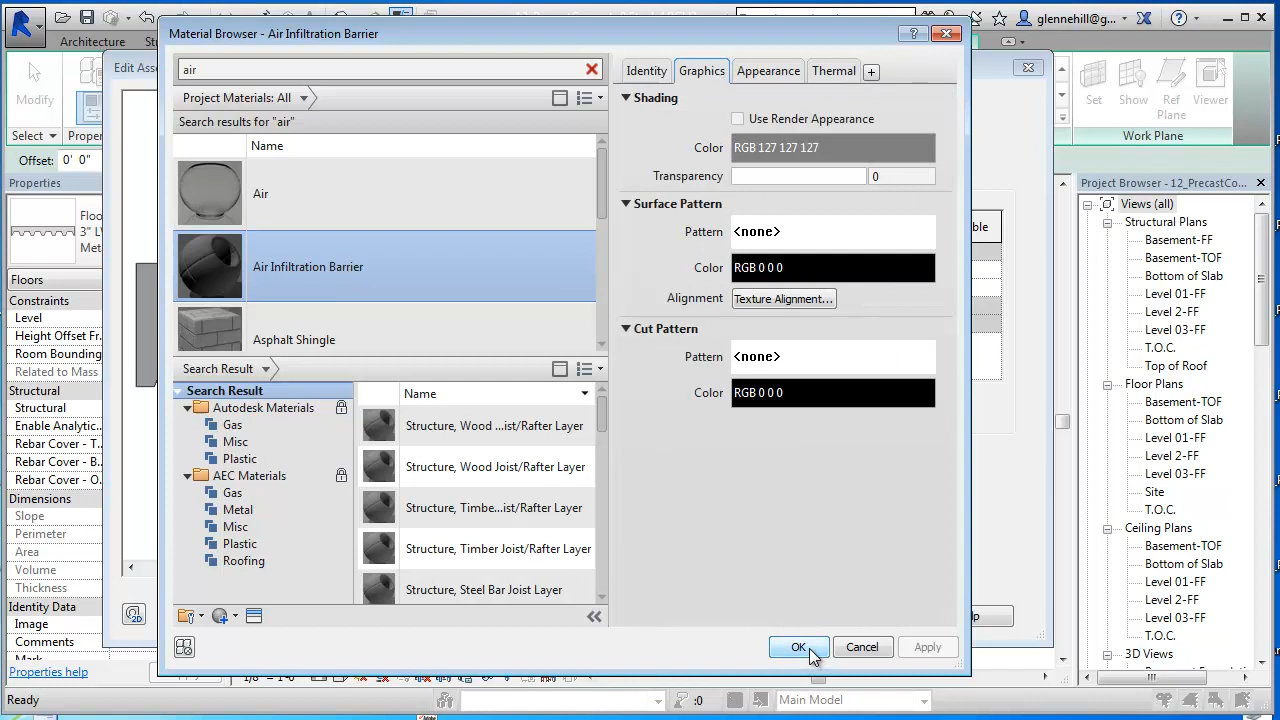 glennehill@g...
Material Browser - Air Infiltration Barrier
Architecture
Edit Asse
air
Identity
Graphics
Appearance
Thermal
Modify
Project Materials: All
Shading
Set
Show
Ref
Plane
Viewer
Search results for "air"
Use Render Appearance
Select
Proper
Name
Color
RGB 127 127 127
Work Plane
Offset:
0' 0"
Transparency
0
Properties
Air
Project Browser - 12_PrecastCo...
Surface Pattern
Views (all)
Floo
3" L
Met
Structural Plans
Pattern
<none>
ble
Basement-FF
Basement-TOF
Bottom of Slab
Level 01-FF
Level 2-FF
Level 03-FF
T.O.C.
Top of Roof
Floors
Air Infiltration Barrier
Color
RGB 0 0 0
Constraints
Alignment
Texture Alignment...
Level
Height Offset Fr...
Cut Pattern
Room Bounding
Asphalt Shingle
Pattern
<none>
Related to Mass
Search Result
Structural
Search Result
Name
Color
RGB 0 0 0
Floor Plans
Structural
Autodesk Materials
Basement-TOF
Enable Analytic...
Gas
Structure, Wood ...ist/Rafter Layer
Bottom of Slab
Rebar Cover - T...
Misc
Level 01-FF
Rebar Cover - B...
Plastic
Structure, Wood Joist/Rafter Layer
Level 2-FF
Rebar Cover - O...
AEC Materials
Level 03-FF
Dimensions
Gas
Site
Slope
Metal
Structure, Timbe...ist/Rafter Layer
T.O.C.
Perimeter
Misc
Ceiling Plans
Area
Plastic
Structure, Timber Joist/Rafter Layer
Basement-TOF
Volume
Roofing
Bottom of Slab
Thickness
Structure, Steel Bar Joist Layer
Level 01-FF
Identity Data
Level 2-FF
Image
Level 03-FF
Comments
T.O.C.
OK
Cancel
Apply
3D Views
Properties help
Ready
:0
Main Model